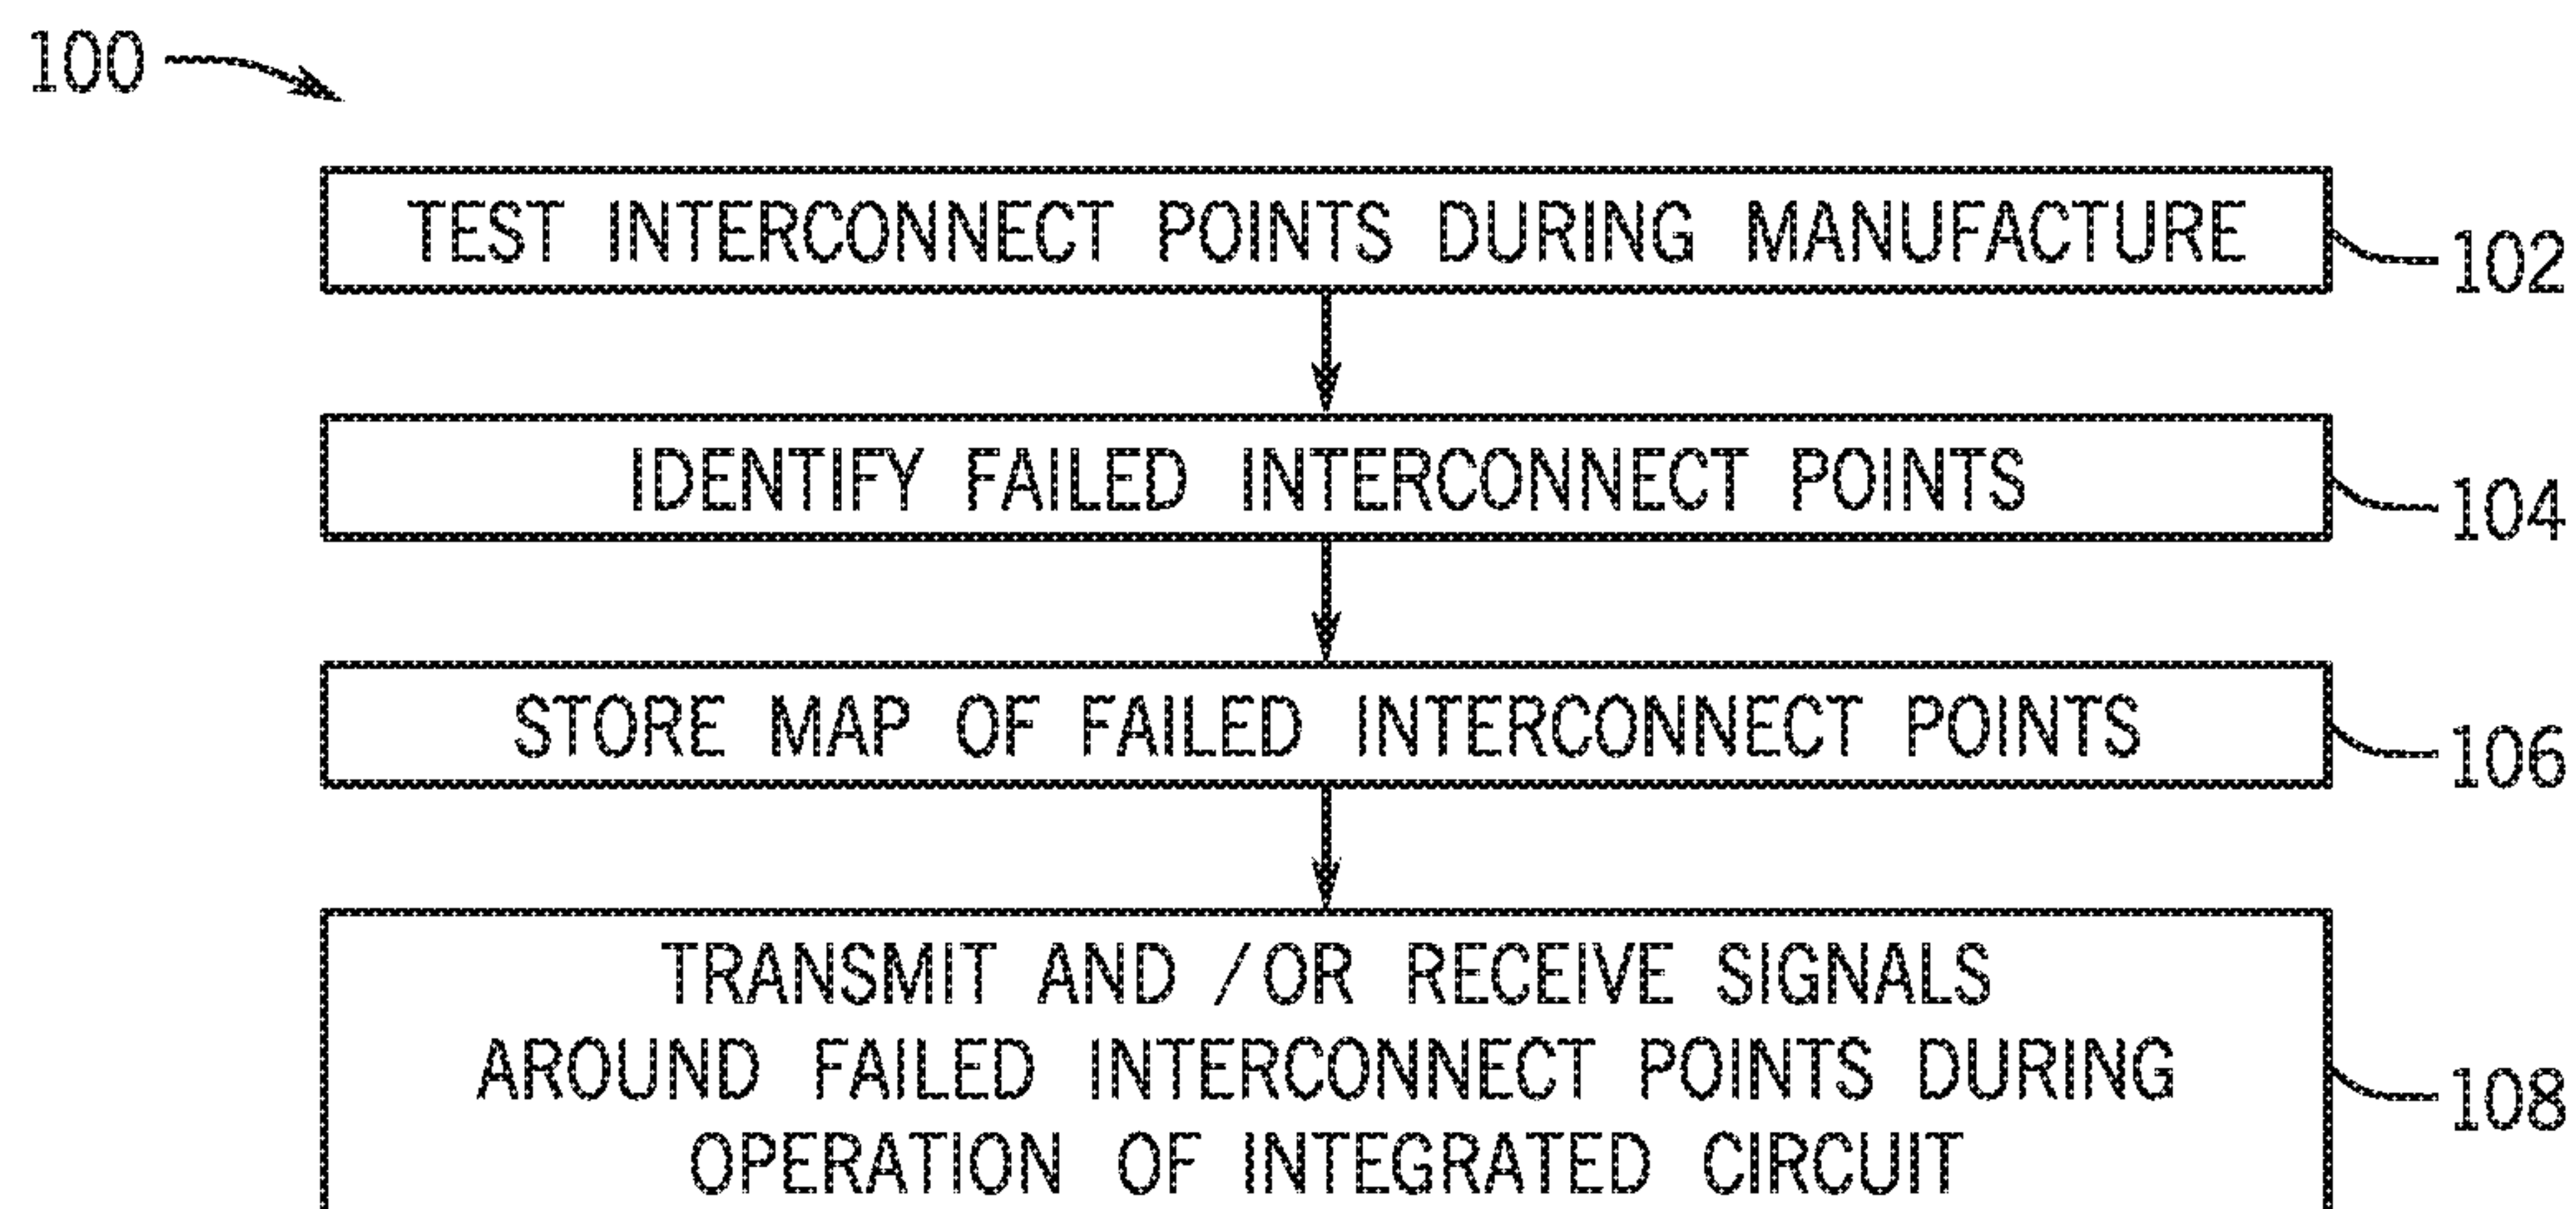 100
TEST INTERCONNECT POINTS DURING MANUFACTURE
102
IDENTIFY FAILED INTERCONNECT POINTS
104
STORE MAP OF FAILED INTERCONNECT POINTS
106
TRANSMIT AND /OR RECEIVE SIGNALS
AROUND FAILED INTERCONNECT POINTS DURING
108
OPERATION OF INTEGRATED CIRCUIT